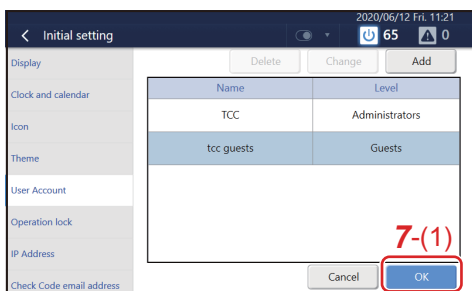 2020/06/12 Fri. 11:21
Initial setting
65
0
Display
Clock and calendar
Icon
Theme
User Account
Operation lock
IP Address
Check Code email address
Delete
Change
Add
Name Level
TCC Administrators
tcc guests Guests
7-(1)
Cancel
OK